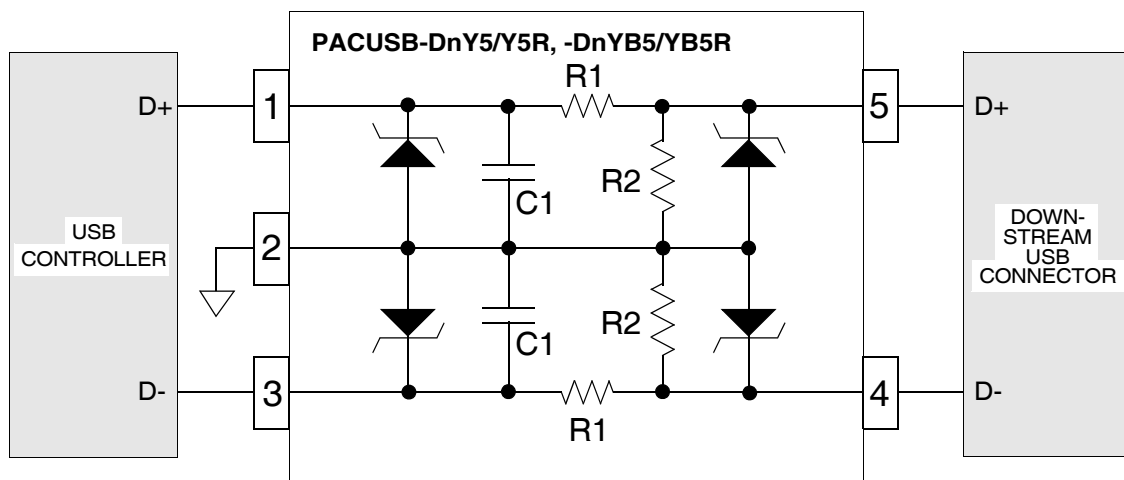 PACUSB-DnY5/Y5R, -DnYB5/YB5R
R1
D+
1
5
D+
R2
C1
USB
CONTROLLER
2
DOWN-
STREAM
USB
CONNECTOR
R2
C1
D-
3
4
D-
R1